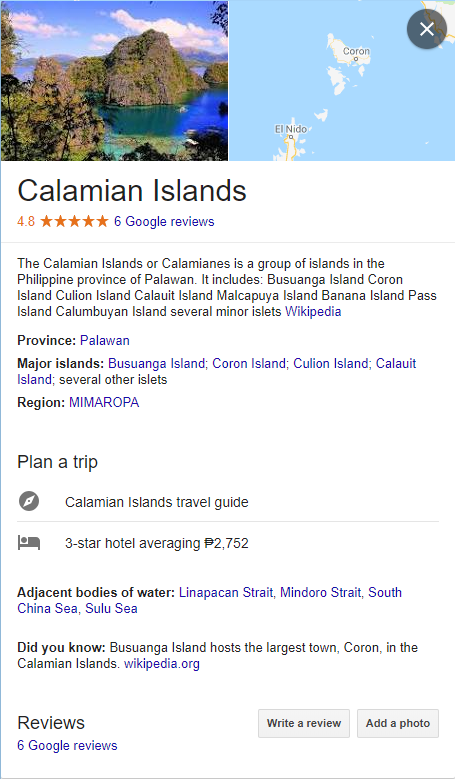 Coron
El Nido
Calamian Islands
4.8 ★★★★★ 6 Google reviews
The Calamian Islands or Calamianes is a group of islands in the
Philippine province of Palawan. It includes: Busuanga Island Coron
Island Culion Island Calauit Island Malcapuya Island Banana Island Pass
Island Calumbuyan Island several minor islets Wikipedia
Province: Palawan
Major islands: Busuanga Island; Coron Island; Culion Island; Calauit
Island; several other islets
Region: MIMAROPA
Plan a trip
Calamian Islands travel guide
3-star hotel averaging ₱2,752
Adjacent bodies of water: Linapacan Strait, Mindoro Strait, South
China Sea, Sulu Sea
Did you know: Busuanga Island hosts the largest town, Coron, in the
Calamian Islands. wikipedia.org
Reviews
Write a review
Add a photo
6 Google reviews